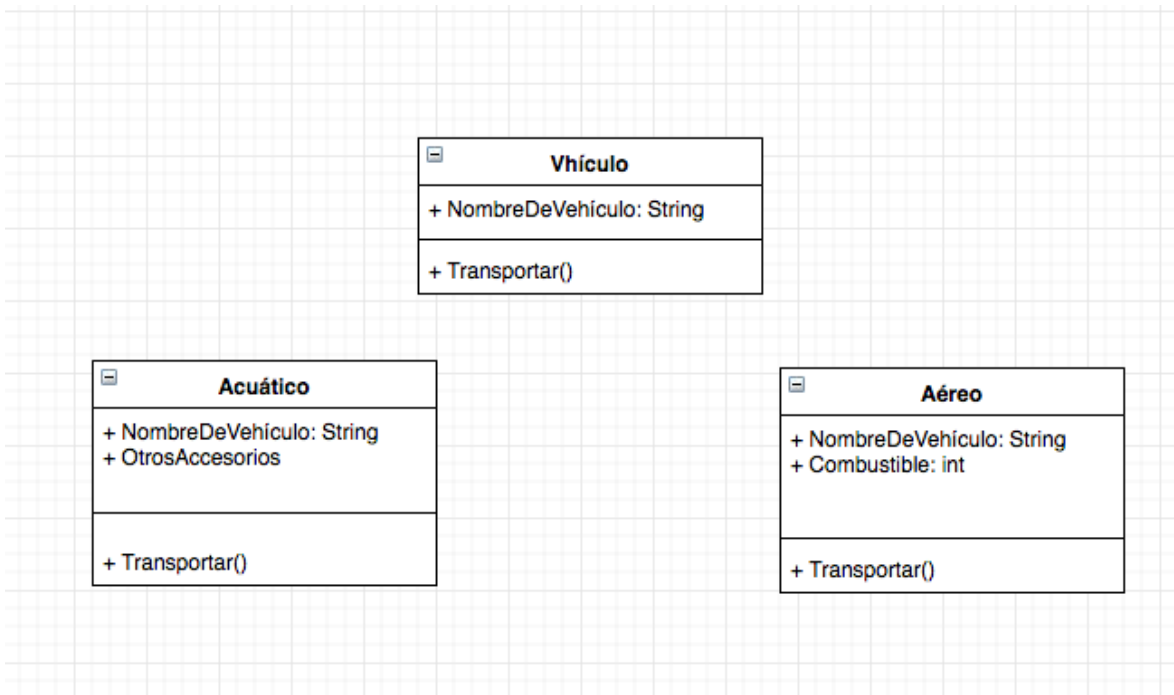 Vhículo
+ NombreDeVehículo: String
+ Transportar()
Acuático
+ NombreDeVehículo: String
+ OtrosAccesorios
+ Transportar()
Aéreo
+ NombreDeVehículo: String
+ Combustible: int
+ Transportar()